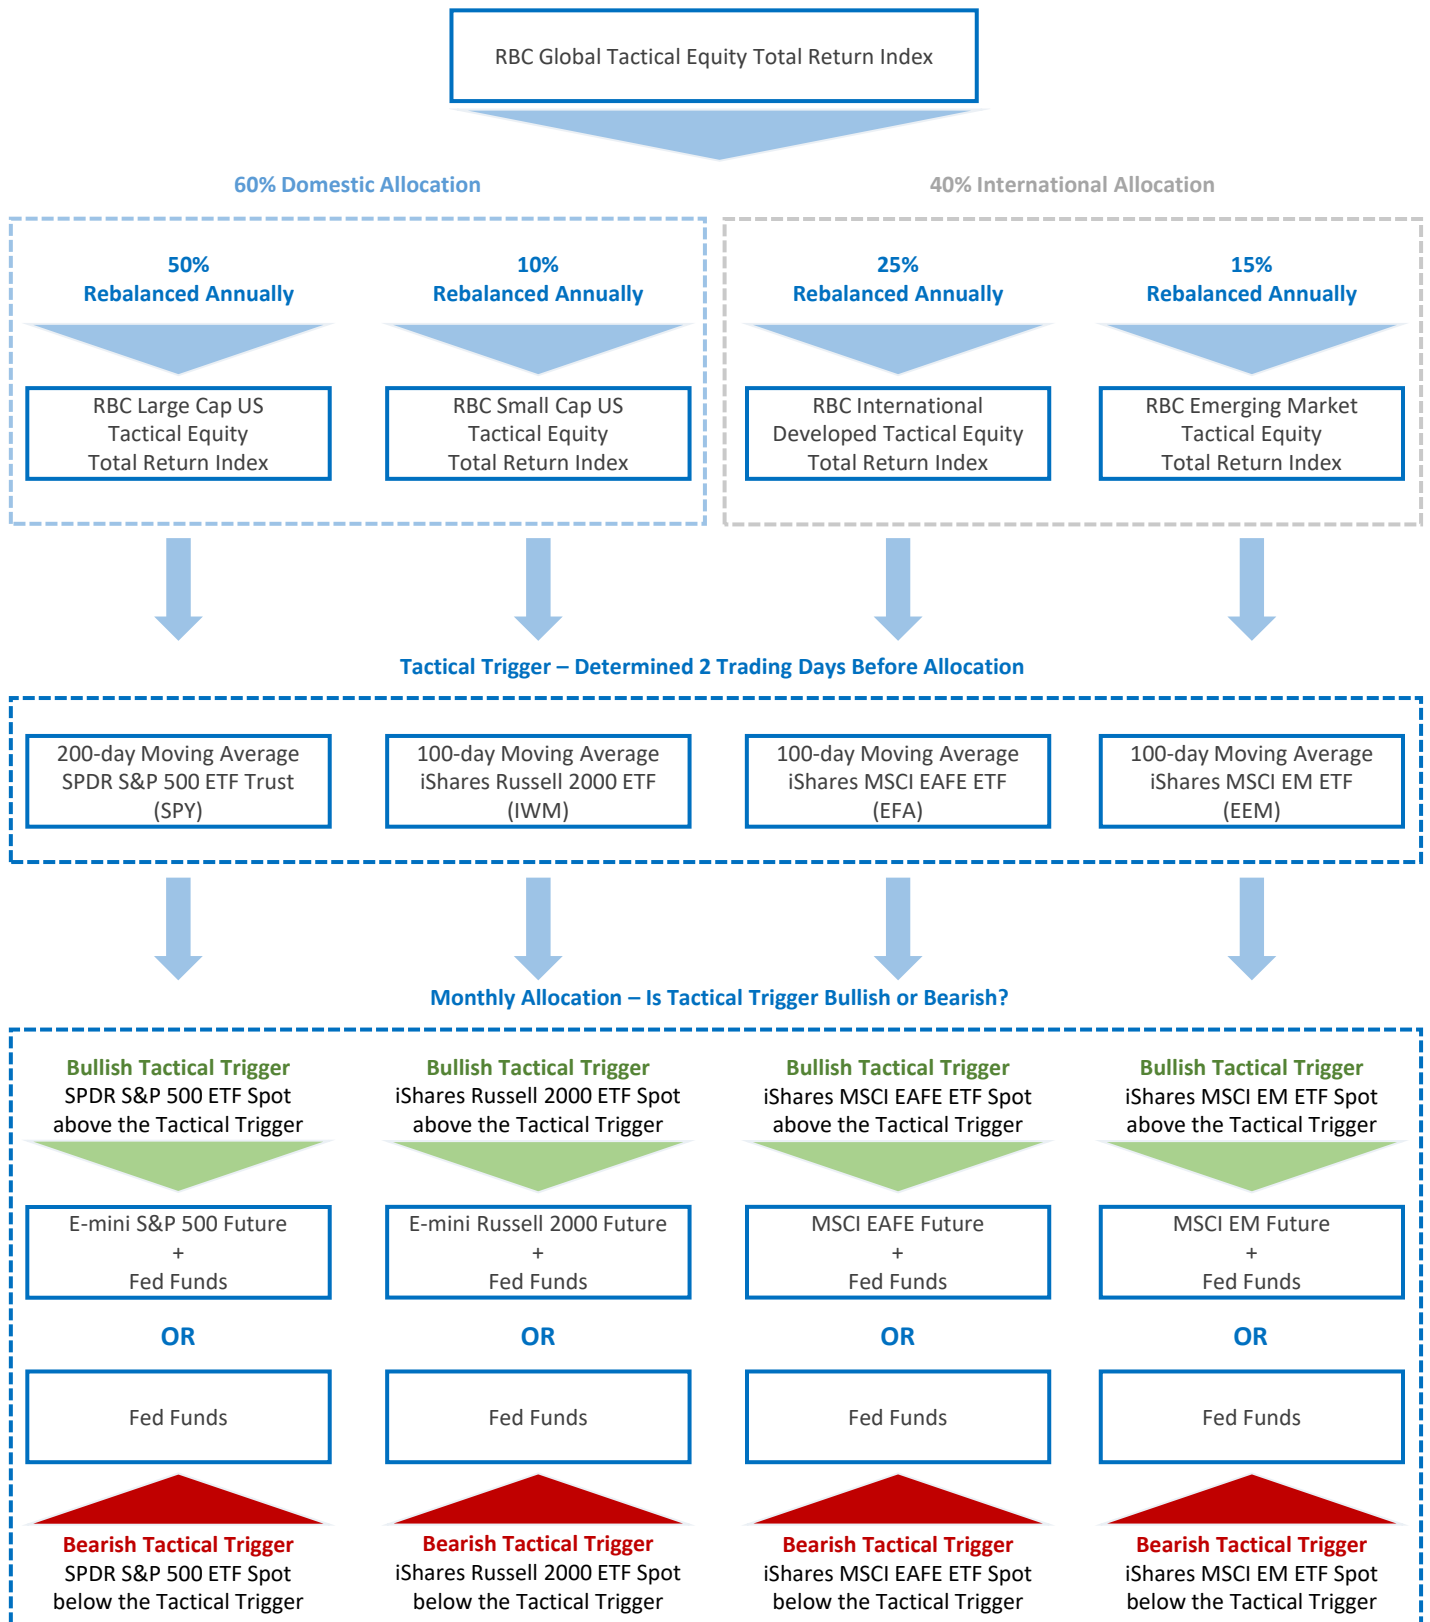 RBC Global Tactical Equity Total Return Index
60% Domestic Allocation
40% International Allocation
50%
Rebalanced Annually
10%
Rebalanced Annually
25%
Rebalanced Annually
15%
Rebalanced Annually
RBC Large Cap US
Tactical Equity
Total Return Index
RBC Small Cap US
Tactical Equity
Total Return Index
RBC International
Developed Tactical Equity
Total Return Index
RBC Emerging Market
Tactical Equity
Total Return Index
Tactical Trigger – Determined 2 Trading Days Before Allocation
200-day Moving Average
SPDR S&P 500 ETF Trust
(SPY)
100-day Moving Average
iShares Russell 2000 ETF
(IWM)
100-day Moving Average
iShares MSCI EAFE ETF
(EFA)
100-day Moving Average
iShares MSCI EM ETF
(EEM)
Monthly Allocation – Is Tactical Trigger Bullish or Bearish?
Bullish Tactical Trigger
SPDR S&P 500 ETF Spot
above the Tactical Trigger
Bullish Tactical Trigger
iShares Russell 2000 ETF Spot
above the Tactical Trigger
Bullish Tactical Trigger
iShares MSCI EAFE ETF Spot
above the Tactical Trigger
Bullish Tactical Trigger
iShares MSCI EM ETF Spot
above the Tactical Trigger
E-mini S&P 500 Future
+
Fed Funds
E-mini Russell 2000 Future
+
Fed Funds
MSCI EAFE Future
+
Fed Funds
MSCI EM Future
+
Fed Funds
OR
OR
OR
OR
Fed Funds
Fed Funds
Fed Funds
Fed Funds
Bearish Tactical Trigger
SPDR S&P 500 ETF Spot
below the Tactical Trigger
Bearish Tactical Trigger
iShares Russell 2000 ETF Spot
below the Tactical Trigger
Bearish Tactical Trigger
iShares MSCI EAFE ETF Spot
below the Tactical Trigger
Bearish Tactical Trigger
iShares MSCI EM ETF Spot
below the Tactical Trigger